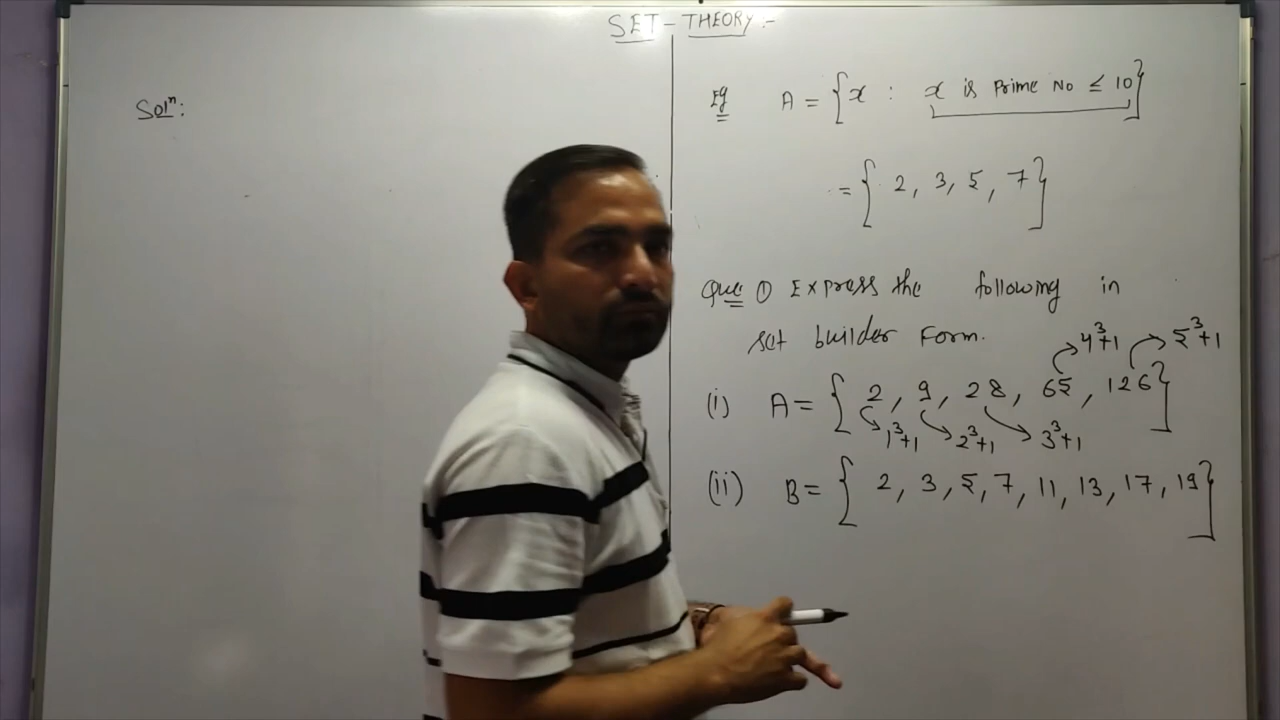 SET - THEORY :-
Solⁿ:
Eg A = { x : x is Prime No ≤ 10 }
= { 2, 3, 5, 7 }
Que ① Express the following in
set builder Form.
4³+1 5³+1
(i) A = { 2, 9, 28, 65, 126 }
1³+1 2³+1 3³+1
(ii) B = { 2, 3, 5, 7, 11, 13, 17, 19 }